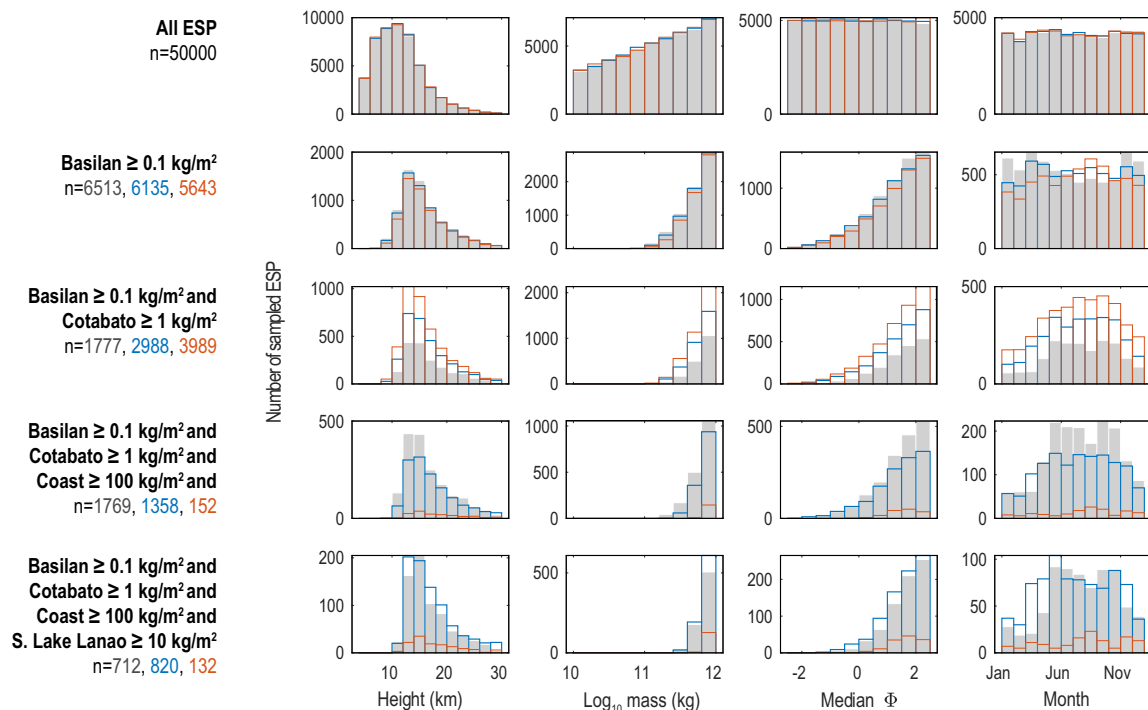 All ESP
n=50000
10000
5000
0
5000
0
5000
0
5000
0
Basilan ≥ 0.1 kg/m²
n=6513, 6135, 5643
2000
1000
0
2000
1000
0
1000
0
500
0
Basilan ≥ 0.1 kg/m² and
Cotabato ≥ 1 kg/m²
n=1777, 2988, 3989
Number of sampled ESP
1000
500
0
2000
1000
0
1000
500
0
500
0
Basilan ≥ 0.1 kg/m² and
Cotabato ≥ 1 kg/m² and
Coast ≥ 100 kg/m² and
n=1769, 1358, 152
500
0
1000
500
0
500
0
200
100
0
Basilan ≥ 0.1 kg/m² and
Cotabato ≥ 1 kg/m² and
Coast ≥ 100 kg/m² and
S. Lake Lanao ≥ 10 kg/m²
n=712, 820, 132
200
100
0
500
0
200
100
0
100
50
0
10 20 30
10 11 12
-2 0 2
Jan Jun Nov
Height (km)
Log₁₀ mass (kg)
Median Φ
Month